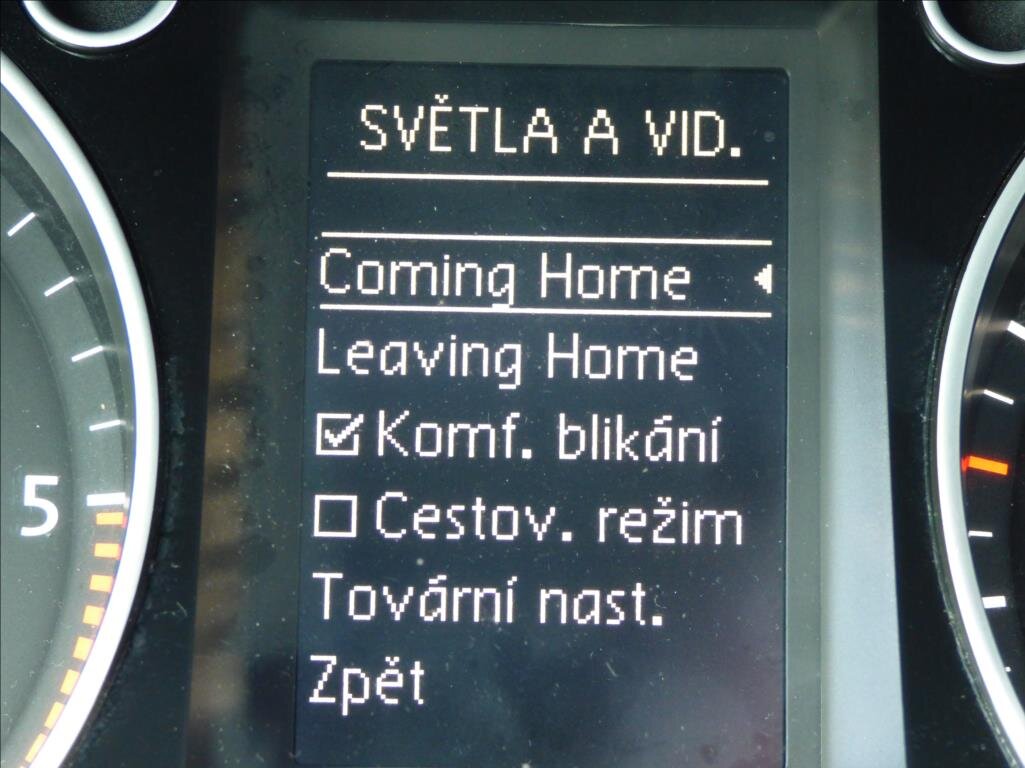 SVĚTLA A VID.
Coming Home
Leaving Home
Komf. blikání
Cestov. režim
Tovární nast.
Zpět
5